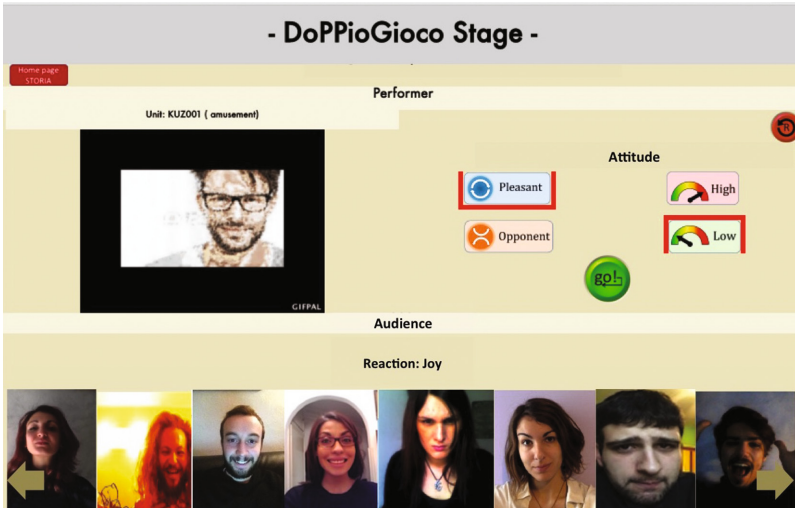 - DoPPioGioco Stage -
Home page
STORIA
Performer
Unit: KUZ001 ( amusement)
R
Attitude
Pleasant
High
Opponent
Low
go!
GIFPAL
Audience
Reaction: Joy